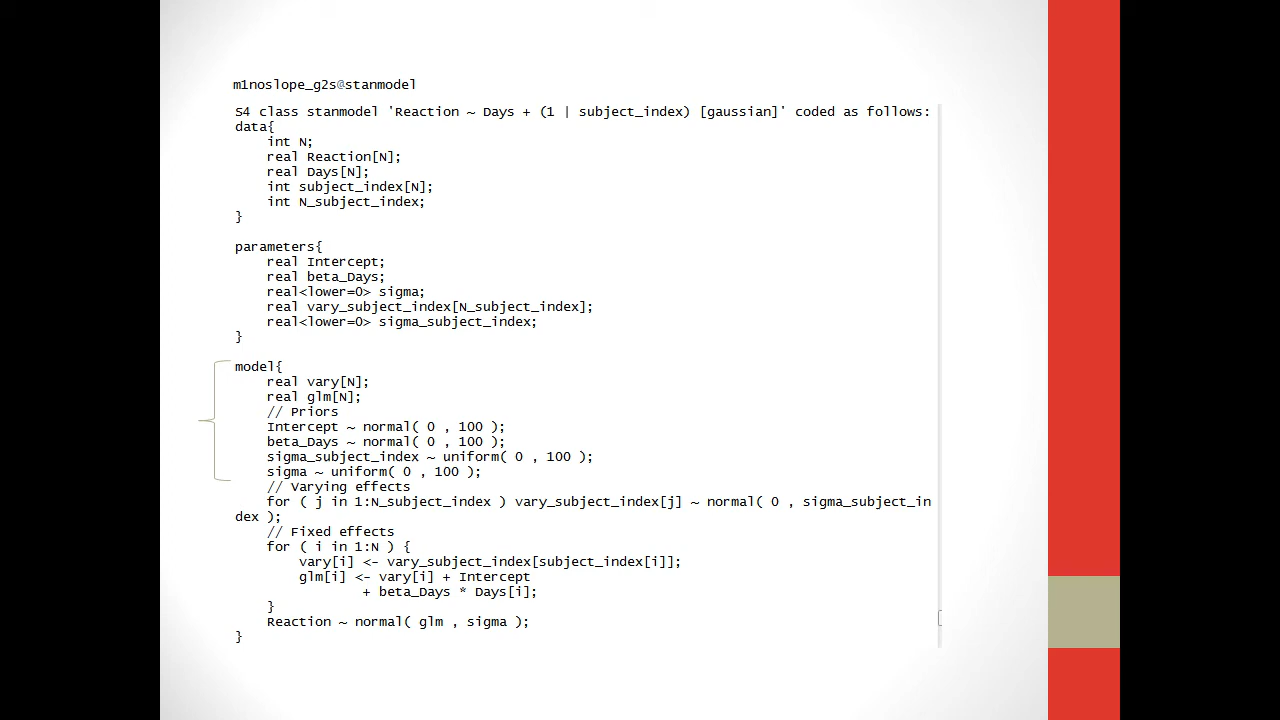 m1noslope_g2s@stanmodel
S4 class stanmodel 'Reaction ~ Days + (1 | subject_index) [gaussian]' coded as follows:
data{
    int N;
    real Reaction[N];
    real Days[N];
    int subject_index[N];
    int N_subject_index;
}

parameters{
    real Intercept;
    real beta_Days;
    real<lower=0> sigma;
    real vary_subject_index[N_subject_index];
    real<lower=0> sigma_subject_index;
}

model{
    real vary[N];
    real glm[N];
    // Priors
    Intercept ~ normal( 0 , 100 );
    beta_Days ~ normal( 0 , 100 );
    sigma_subject_index ~ uniform( 0 , 100 );
    sigma ~ uniform( 0 , 100 );
    // Varying effects
    for ( j in 1:N_subject_index ) vary_subject_index[j] ~ normal( 0 , sigma_subject_in
dex );
    // Fixed effects
    for ( i in 1:N ) {
        vary[i] <- vary_subject_index[subject_index[i]];
        glm[i] <- vary[i] + Intercept
                + beta_Days * Days[i];
    }
    Reaction ~ normal( glm , sigma );
}